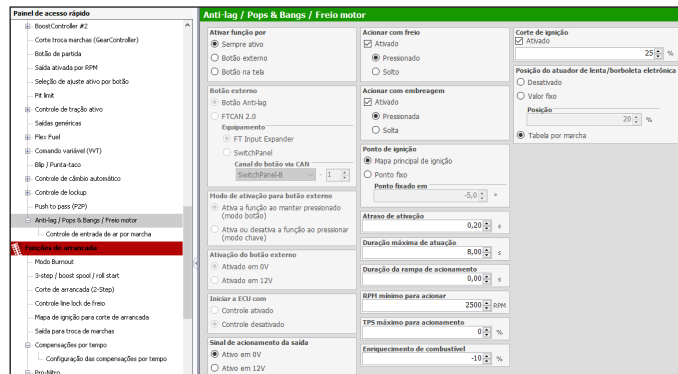 Painel de acesso rápido
BoostController #2
Corte troca marchas (GearController)
Botão de partida
Saída ativada por RPM
Seleção de ajuste ativo por botão
Pit limit
Controle de tração ativo
Saídas genéricas
Flex Fuel
Comando variável (VVT)
Blip / Punta-taco
Controle de câmbio automático
Controle de lockup
Push to pass (P2P)
Anti-lag / Pops & Bangs / Freio motor
Controle de entrada de ar por marcha
Funções de arrancada
Modo Burnout
3-step / boost spool / roll start
Corte de arrancada (2-Step)
Controle line lock de freio
Mapa de ignição para corte de arrancada
Saída para troca de marchas
Compensações por tempo
Configuração das compensações por tempo
Pro-Nitro
Anti-lag / Pops & Bangs / Freio motor
Ativar função por
Sempre ativo
Botão externo
Botão na tela
Botão externo
Botão Anti-lag
FTCAN 2.0
Equipamento
FT Input Expander
SwitchPanel
Canal do botão via CAN
SwitchPanel-8 - 1
Modo de ativação para botão externo
Ativa a função ao manter pressionado
(modo botão)
Ativa ou desativa a função ao pressionar
(modo chave)
Ativação do botão externo
Ativado em 0V
Ativado em 12V
Iniciar a ECU com
Controle ativado
Controle desativado
Sinal de acionamento da saída
Ativo em 0V
Ativo em 12V
Acionar com freio
Ativado
Pressionado
Solto
Acionar com embreagem
Ativado
Pressionada
Solta
Ponto de ignição
Mapa principal de ignição
Ponto fixo
Ponto fixado em
-5,0 °
Atraso de ativação
0,20 s
Duração máxima de atuação
8,00 s
Duração da rampa de acionamento
0,00 s
RPM mínimo para acionar
2500 RPM
TPS máximo para acionamento
0 %
Enriquecimento de combustível
-10 %
Corte de ignição
Ativado
25 %
Posição do atuador de lenta/borboleta eletrônica
Desativado
Valor fixo
Posição
20 %
Tabela por marcha